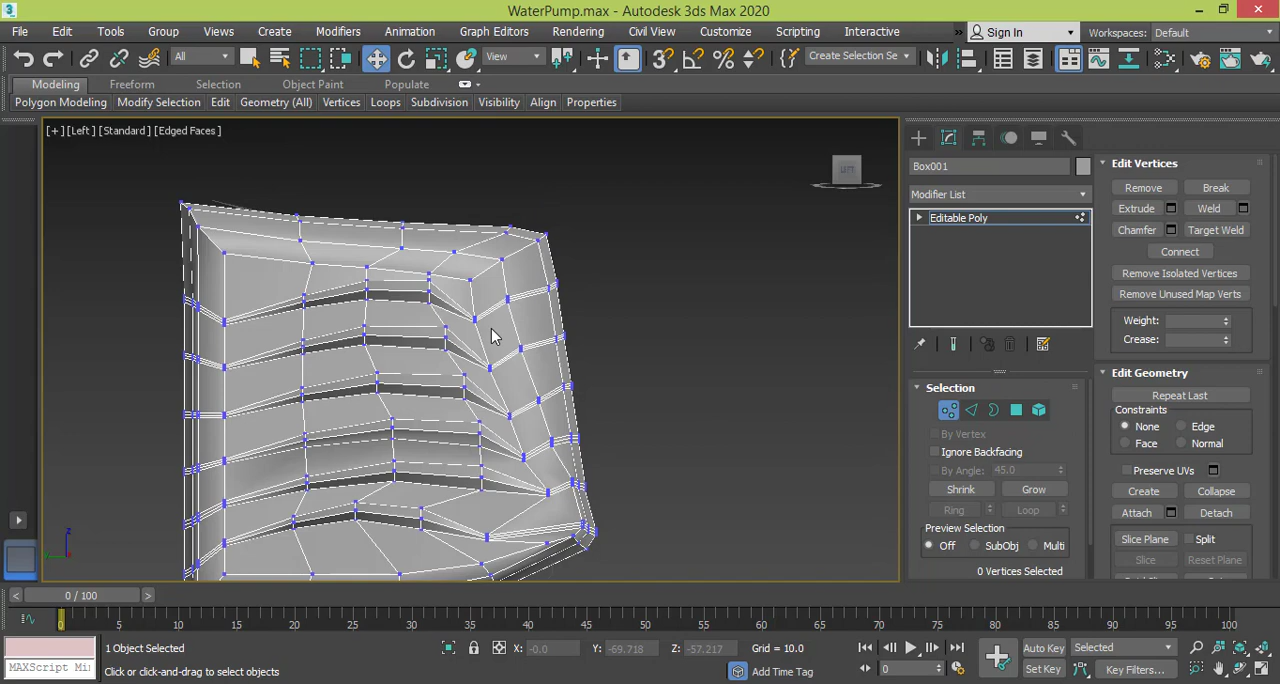 WaterPump.max - Autodesk 3ds Max 2020
File Edit Tools Group Views Create Modifiers Animation Graph Editors Rendering Civil View Customize Scripting Interactive Sign In Workspaces: Default
All View Create Selection Se
Modeling Freeform Selection Object Paint Populate
Polygon Modeling Modify Selection Edit Geometry (All) Vertices Loops Subdivision Visibility Align Properties
[+] [Left] [Standard] [Edged Faces]
Box001
Modifier List
Editable Poly
Selection
By Vertex
Ignore Backfacing
By Angle: 45.0
Shrink Grow
Ring Loop
Preview Selection
Off SubObj Multi
0 Vertices Selected
Edit Vertices
Remove Break
Extrude Weld
Chamfer Target Weld
Connect
Remove Isolated Vertices
Remove Unused Map Verts
Weight:
Crease:
Edit Geometry
Repeat Last
Constraints
None Edge
Face Normal
Preserve UVs
Create Collapse
Attach Detach
Slice Plane Split
Slice Reset Plane
0 / 100
0 5 10 15 20 25 30 35 40 45 50 55 60 65 70 75 80 85 90 95 100
1 Object Selected X: -0.0 Y: -69.718 Z: -57.217 Grid = 10.0 Auto Key Selected
MAXScript Mi Click or click-and-drag to select objects Add Time Tag 0 Set Key Key Filters...